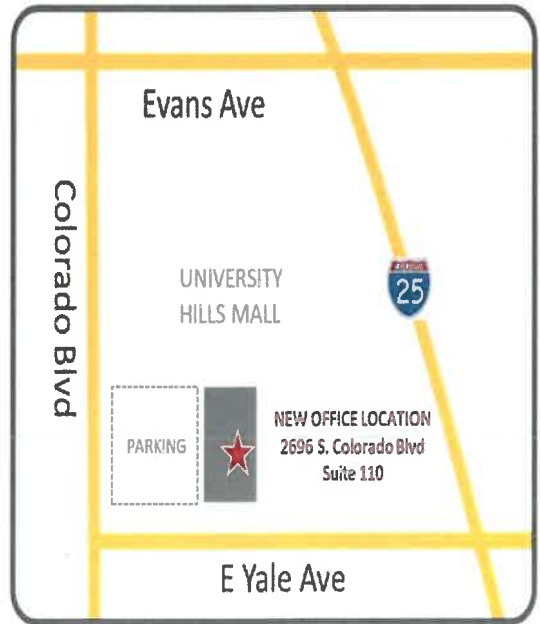 Evans Ave
Colorado Blvd
UNIVERSITY
HILLS MALL
25
PARKING
NEW OFFICE LOCATION
2696 S. Colorado Blvd
Suite 110
E Yale Ave